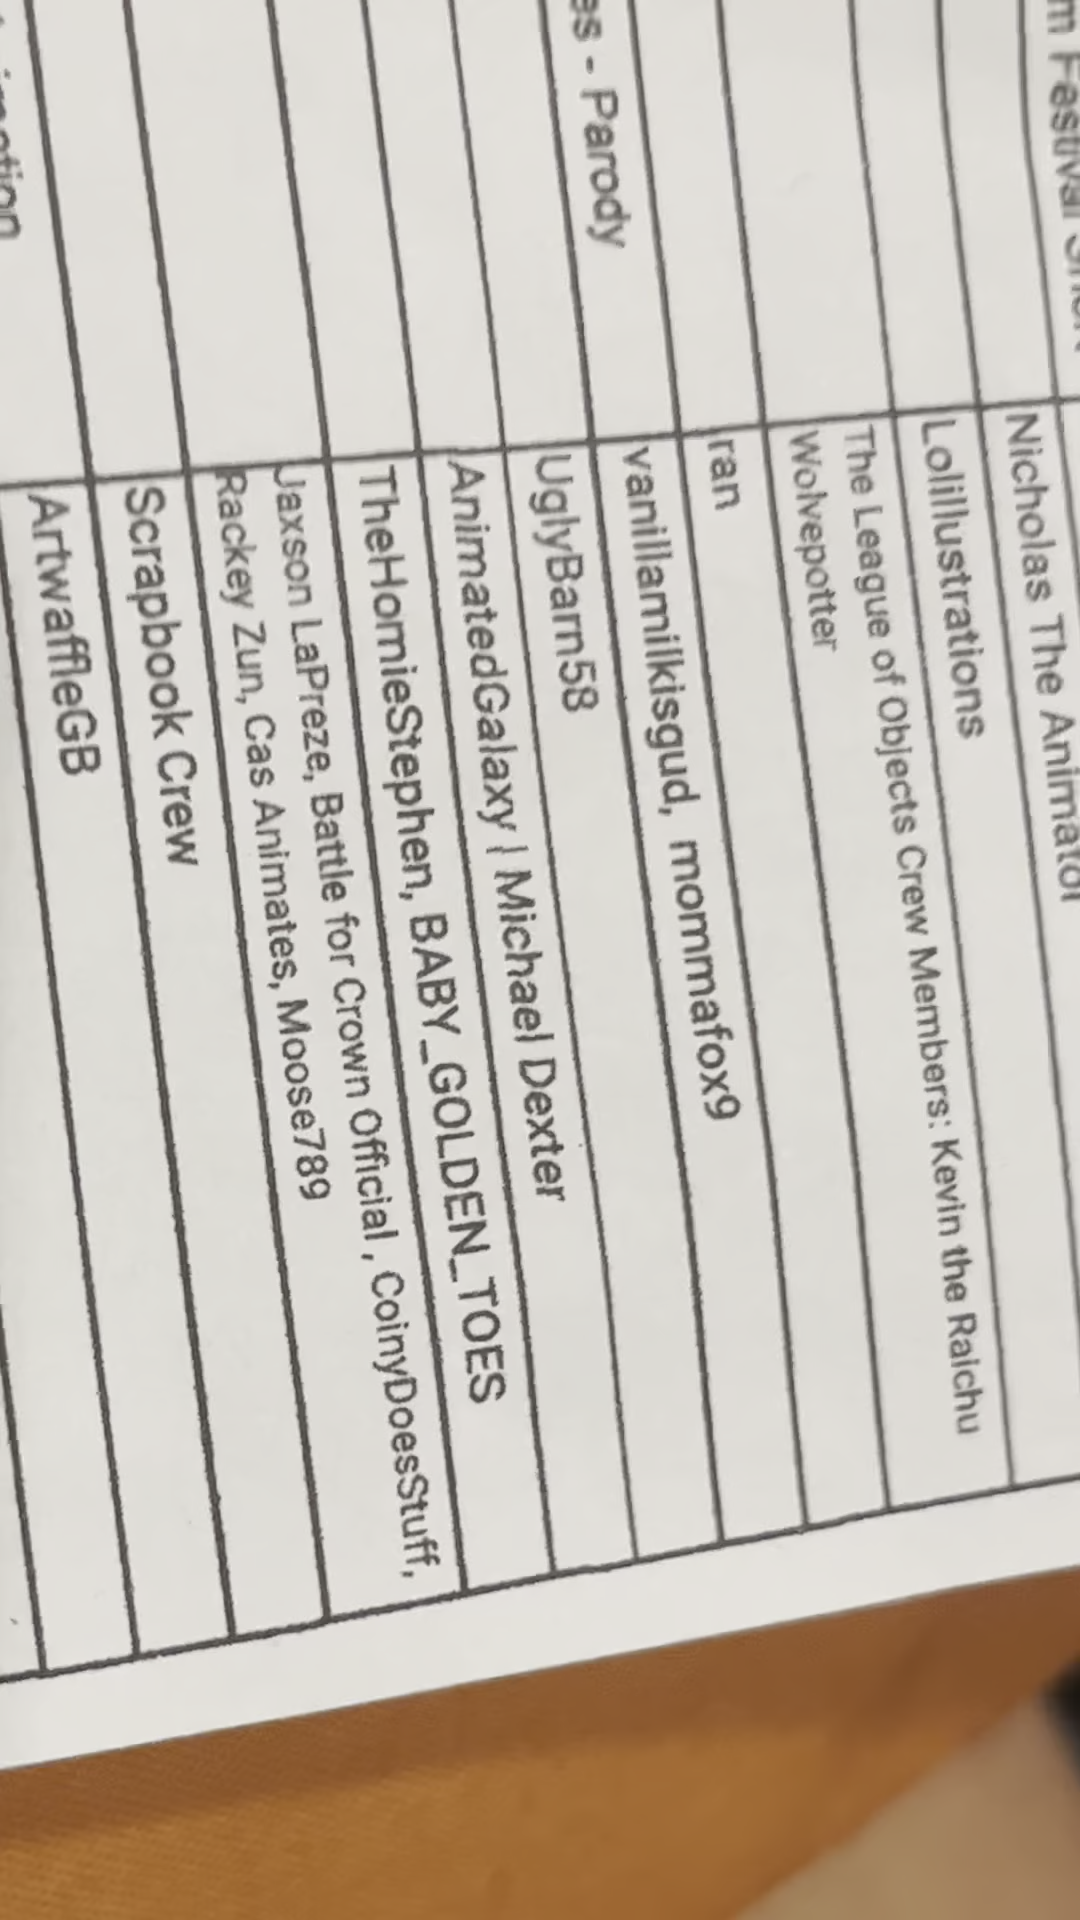 Nicholas The Animator
Lolillustrations
The League of Objects Crew Members: Kevin the Raichu
Wolvepotter
ran
vanillamilkisgud, mommafox9
- Parody
UglyBarn58
AnimatedGalaxy | Michael Dexter
TheHomieStephen, BABY_GOLDEN_TOES
Jaxson LaPreze, Battle for Crown Official , CoinyDoesStuff,
Rackey Zun, Cas Animates, Moose789
Scrapbook Crew
ArtwaffleGB